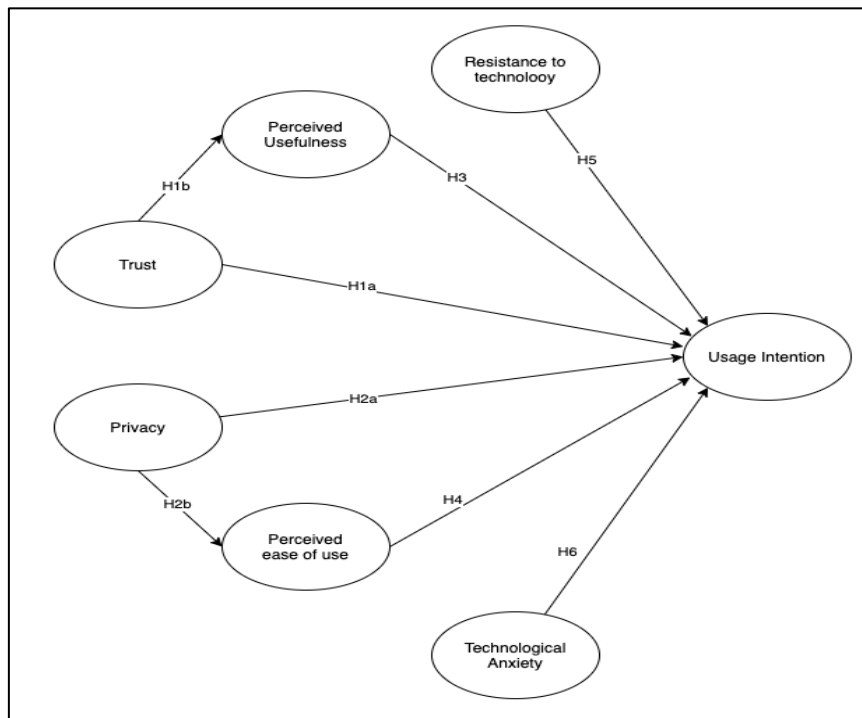 Resistance to
technolooy
Perceived
Usefulness
H1b
H3
H5
Trust
H1a
Usage Intention
H2a
Privacy
H2b
H4
Perceived
ease of use
H6
Technological
Anxiety